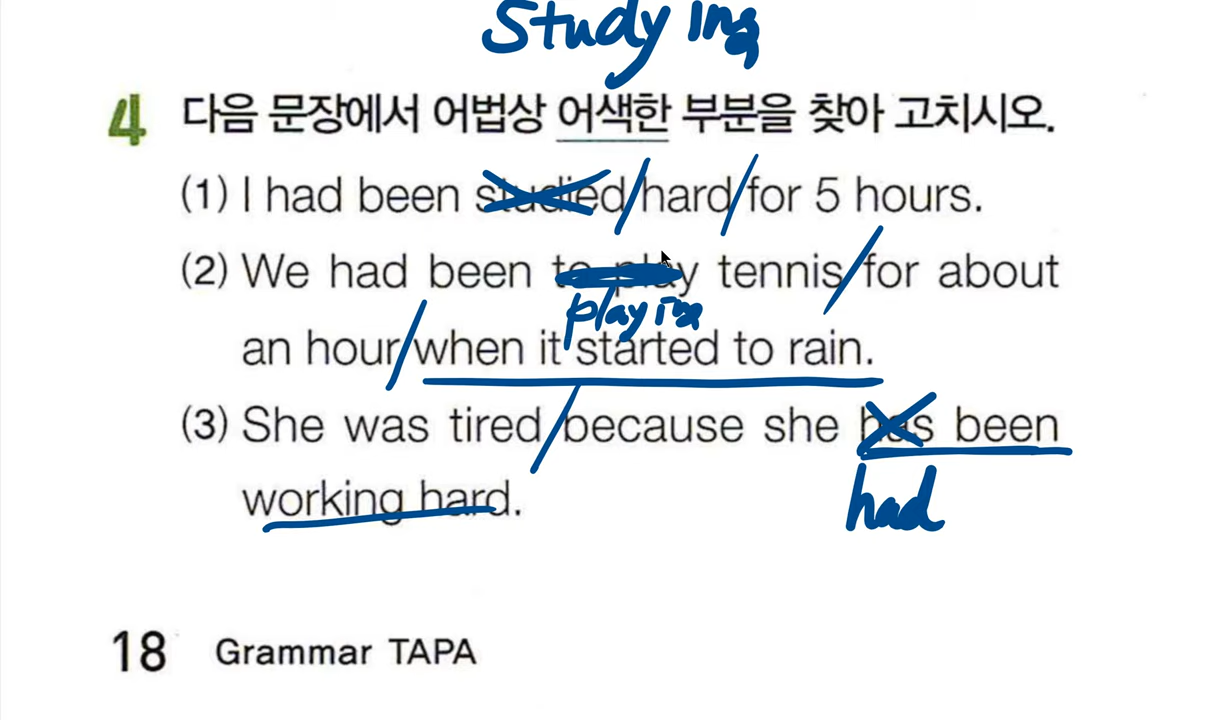 Studying
4 다음 문장에서 어법상 어색한 부분을 찾아 고치시오.
(1) I had been studied hard for 5 hours.
(2) We had been to play tennis for about
playing
an hour when it started to rain.
(3) She was tired because she has been
had
working hard.
18 Grammar TAPA